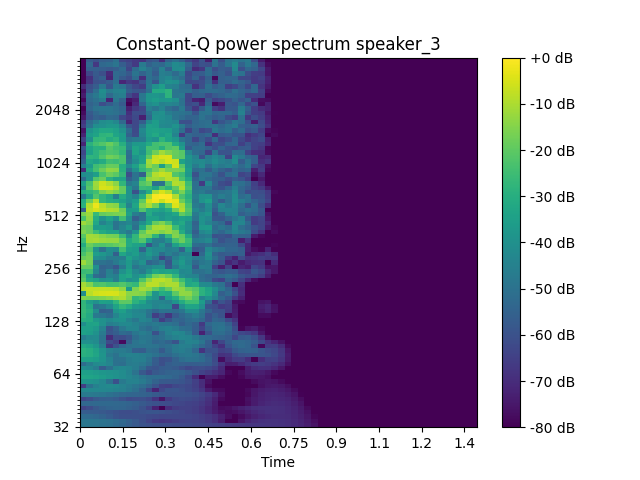 Constant-Q power spectrum speaker_3
Hz
2048
1024
512
256
128
64
32
0 0.15 0.3 0.45 0.6 0.75 0.9 1.1 1.2 1.4
Time
+0 dB
-10 dB
-20 dB
-30 dB
-40 dB
-50 dB
-60 dB
-70 dB
-80 dB